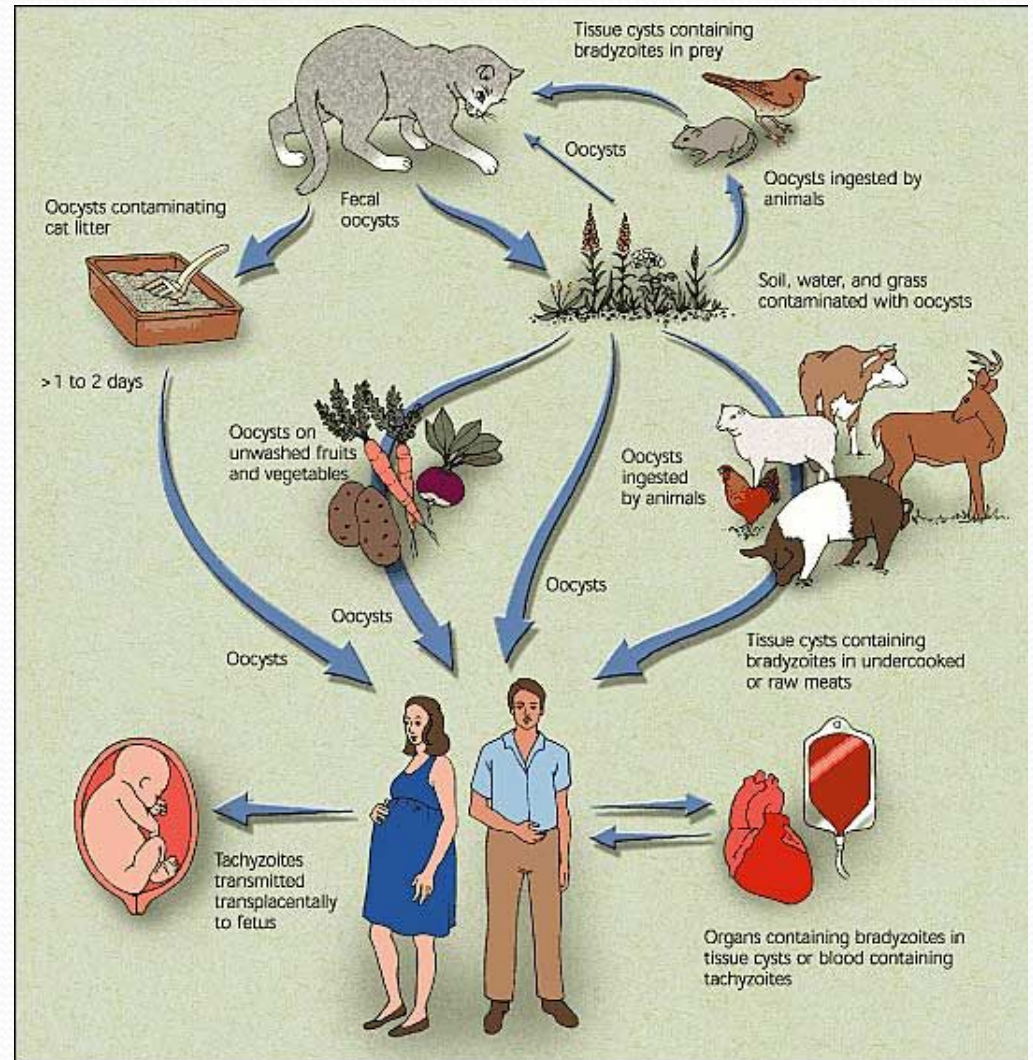 Tissue cysts containing
bradyzoites in prey
Oocysts
Oocysts ingested by
animals
Fecal
oocysts
Oocysts contaminating
cat litter
Soil, water, and grass
contaminated with oocysts
>1 to 2 days
Oocysts on
unwashed fruits
and vegetables
Oocysts
ingested
by animals
Oocysts
Oocysts
Oocysts
Tissue cysts containing
bradyzoites in undercooked
or raw meats
Tachyzoites
transmitted
transplacentally
to fetus
Organs containing bradyzoites in
tissue cysts or blood containing
tachyzoites